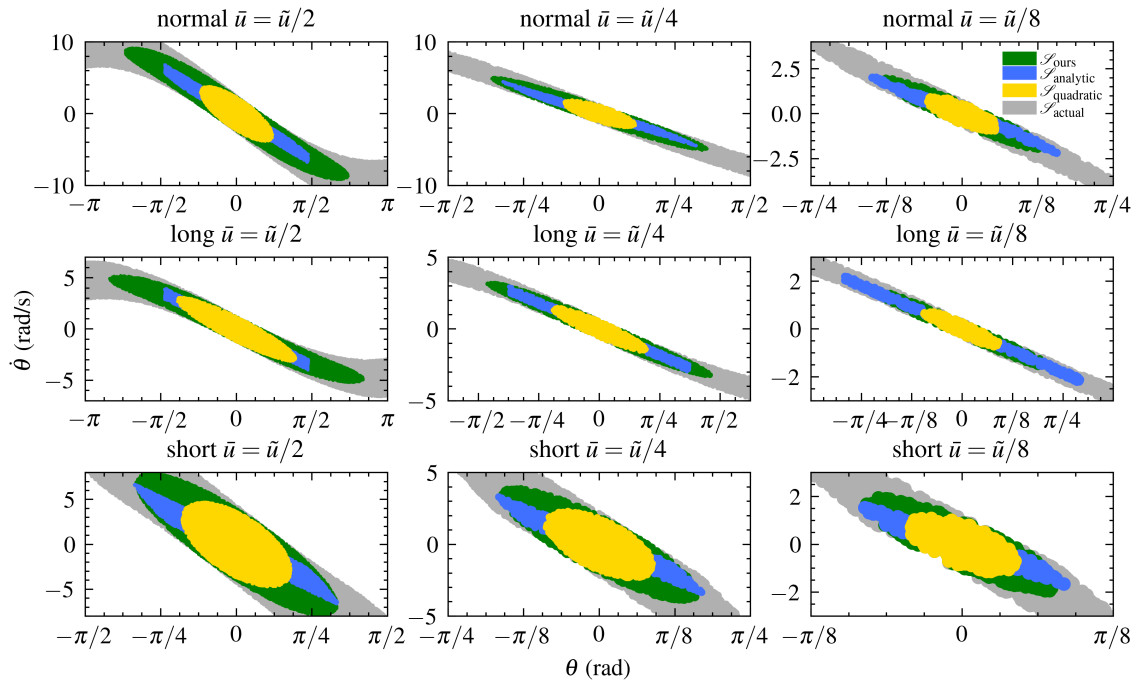 normal ū = ũ/2
normal ū = ũ/4
normal ū = ũ/8
10
0
−10
−π
−π/2
0
π/2
π
10
0
−10
−π/2
−π/4
0
π/4
π/2
2.5
0.0
−2.5
−π/4
−π/8
0
π/8
π/4
𝒮ours
𝒮analytic
𝒮quadratic
𝒮actual
long ū = ũ/2
long ū = ũ/4
long ū = ũ/8
θ̇ (rad/s)
5
0
−5
−π
−π/2
0
π/2
π
5
0
−5
−π/2
−π/4
0
π/4
π/2
2
0
−2
−π/4
−π/8
0
π/8
π/4
short ū = ũ/2
short ū = ũ/4
short ū = ũ/8
5
0
−5
−π/2
−π/4
0
π/4
π/2
5
0
−5
−π/4
−π/8
0
π/8
π/4
2
0
−2
−π/8
0
π/8
θ (rad)